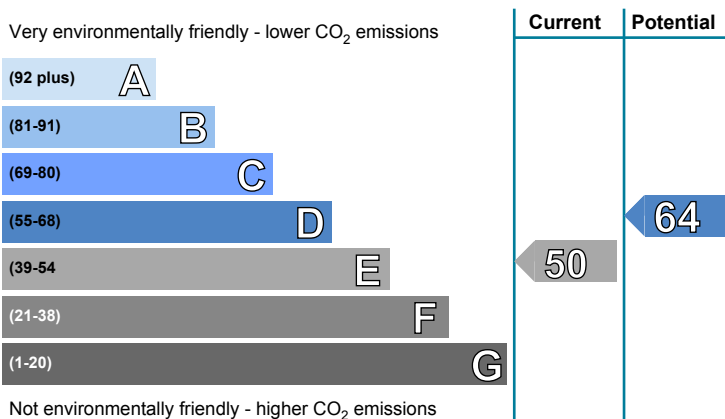 Very environmentally friendly - lower CO2 emissions
Current
Potential
(92 plus) A
(81-91) B
(69-80) C
(55-68) D
64
(39-54 E
50
(21-38) F
(1-20) G
Not environmentally friendly - higher CO2 emissions